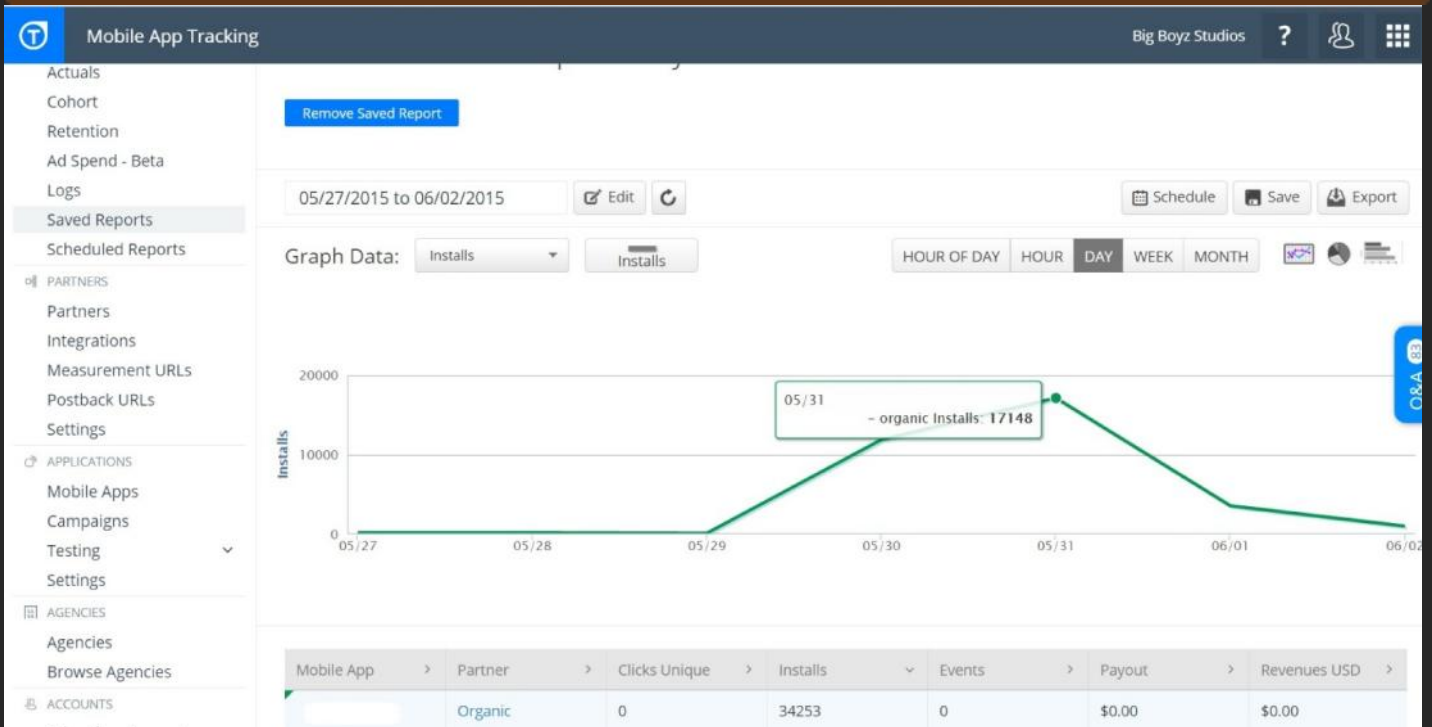 Mobile App Tracking
Big Boyz Studios
?
Actuals
Cohort
Retention
Ad Spend - Beta
Logs
Saved Reports
Scheduled Reports
PARTNERS
Partners
Integrations
Measurement URLs
Postback URLs
Settings
APPLICATIONS
Mobile Apps
Campaigns
Testing
Settings
AGENCIES
Agencies
Browse Agencies
ACCOUNTS
Remove Saved Report
05/27/2015 to 06/02/2015
Edit
Schedule
Save
Export
Graph Data:
Installs
Installs
HOUR OF DAY
HOUR
DAY
WEEK
MONTH
Q&A 83
Installs
20000
10000
0
05/31
- organic Installs: 17148
05/27
05/28
05/29
05/30
05/31
06/01
06/02
Mobile App
Partner
Clicks Unique
Installs
Events
Payout
Revenues USD
Organic
0
34253
0
$0.00
$0.00